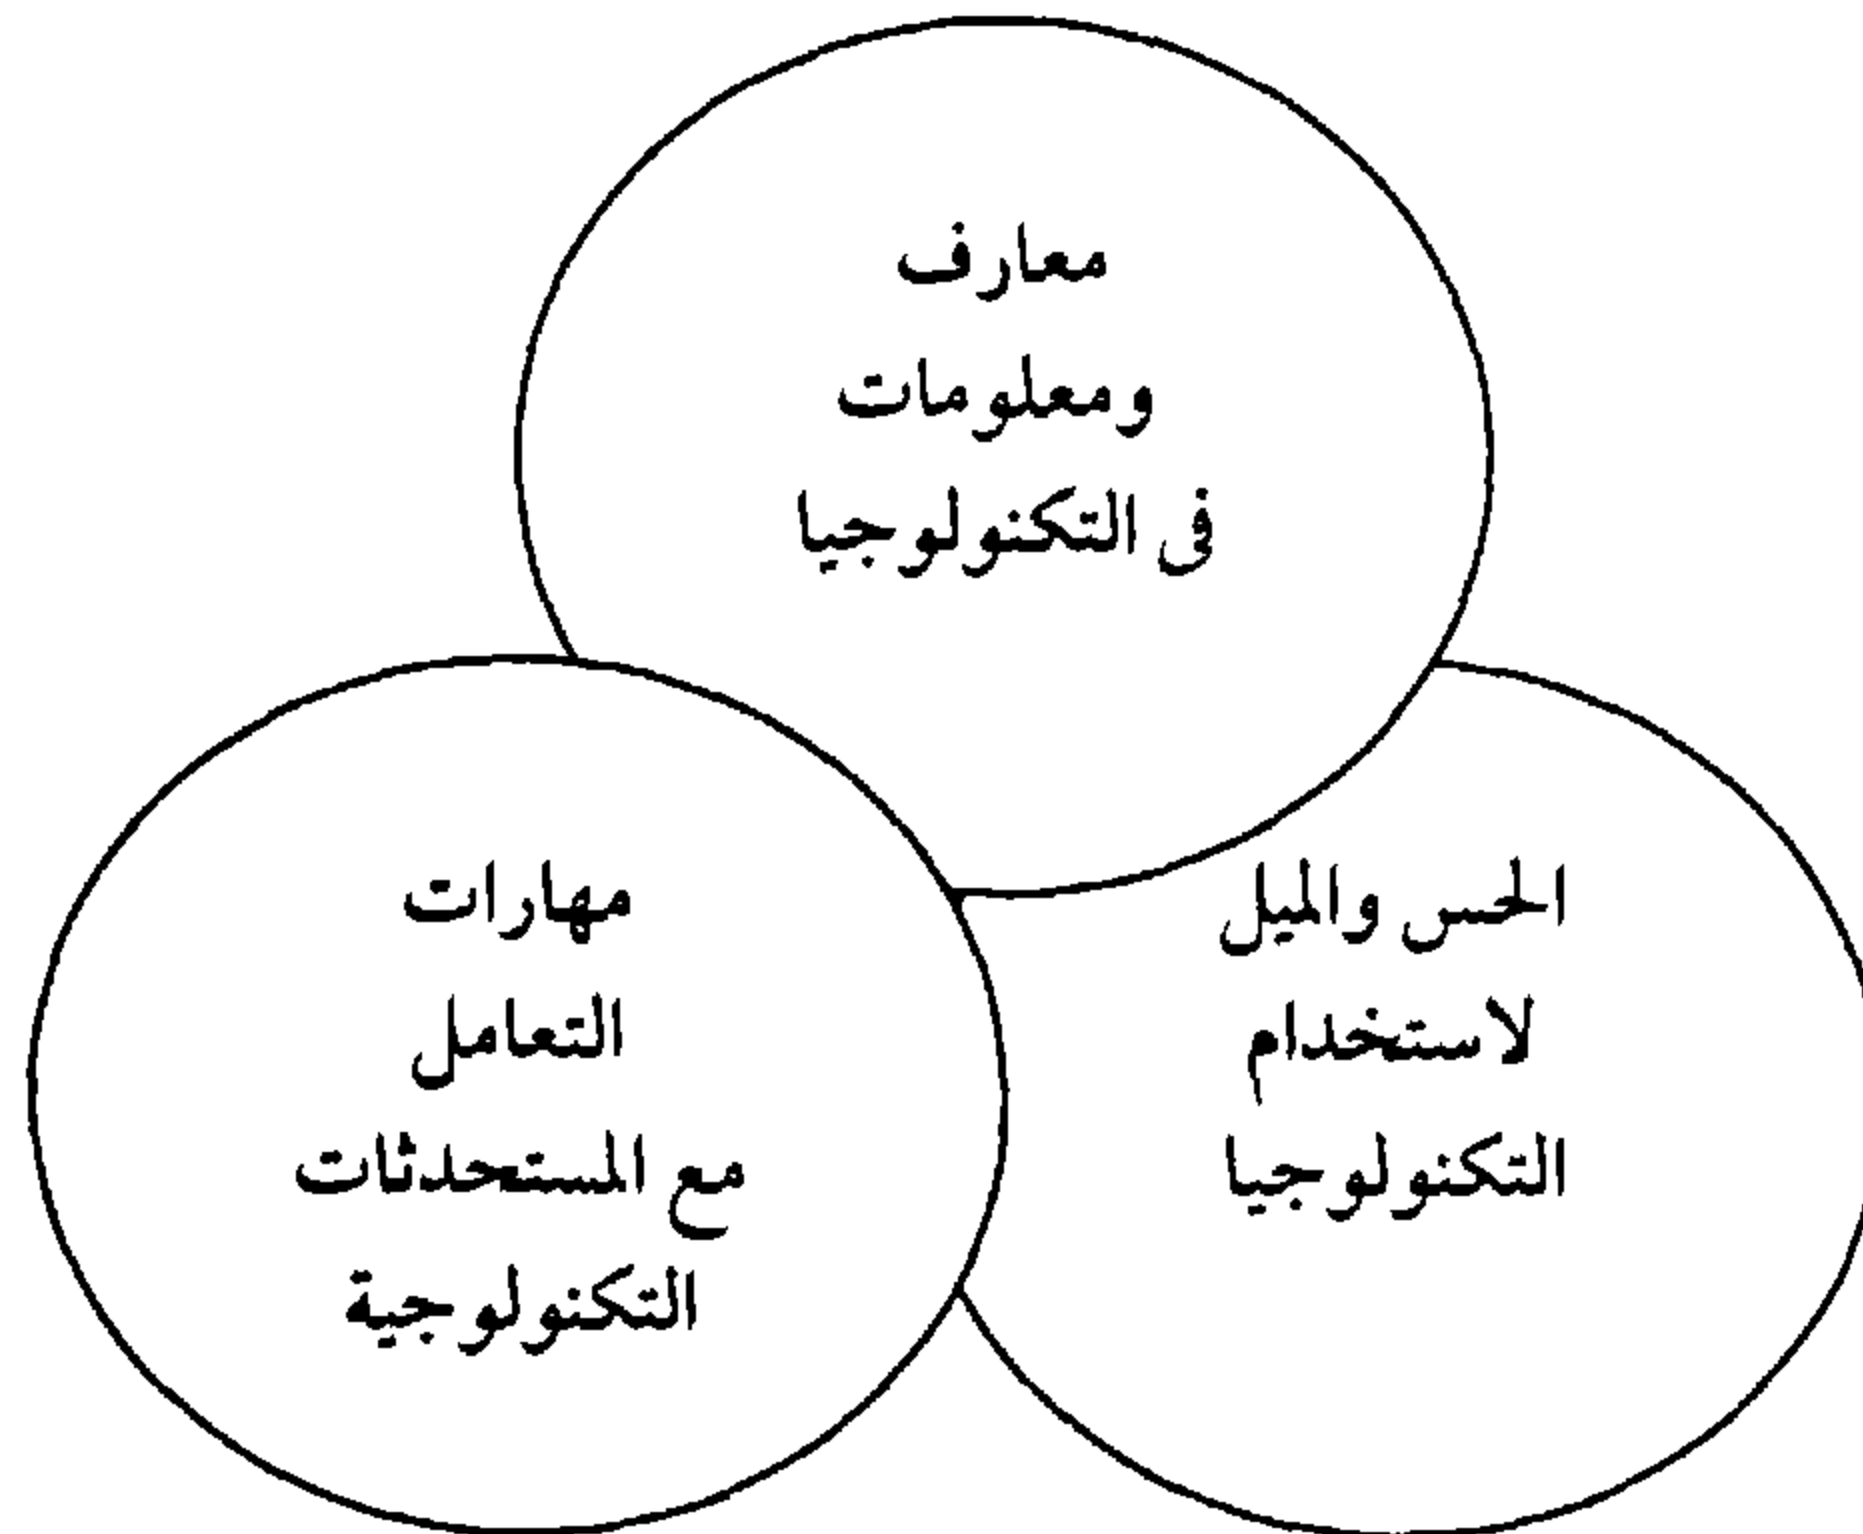 معارف
ومعلومات
فى التكنولوجيا
الحس والميل
لاستخدام
التكنولوجيا
مهارات
التعامل
مع المستحدثات
التكنولوجية